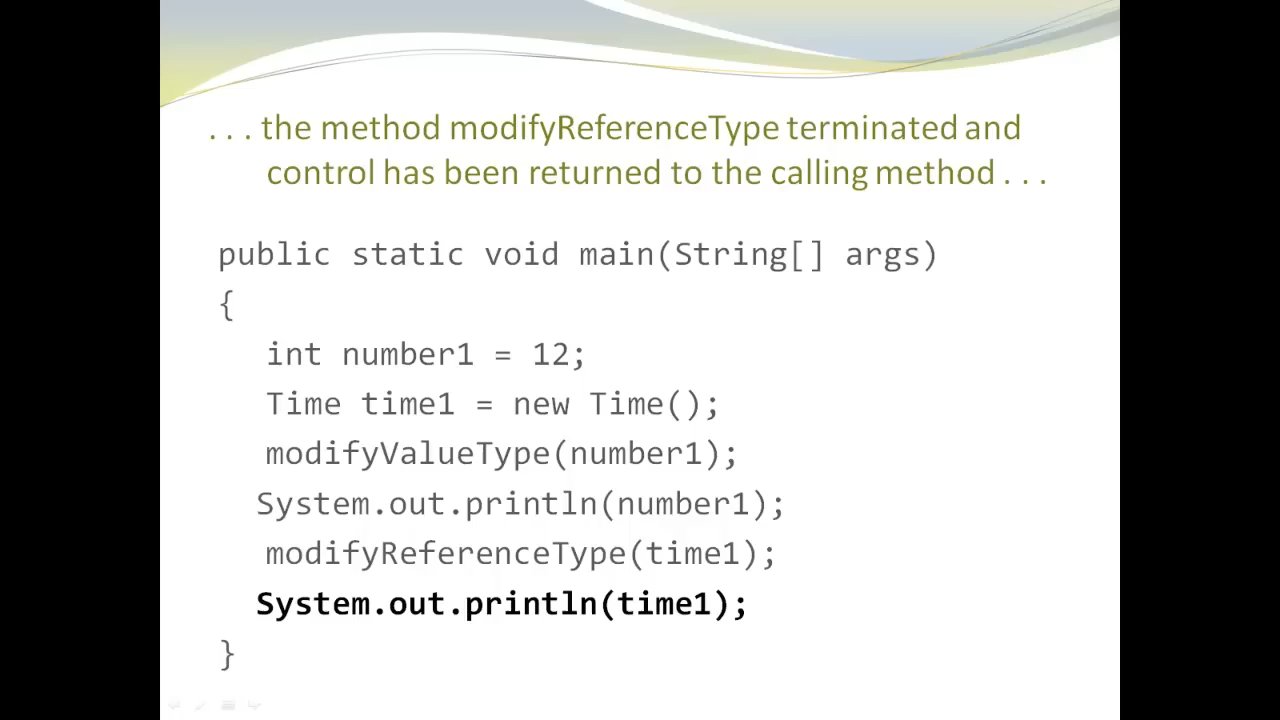 . . . the method modifyReferenceType terminated and
control has been returned to the calling method . . .
public static void main(String[] args)
{
int number1 = 12;
Time time1 = new Time();
modifyValueType(number1);
System.out.println(number1);
modifyReferenceType(time1);
System.out.println(time1);
}